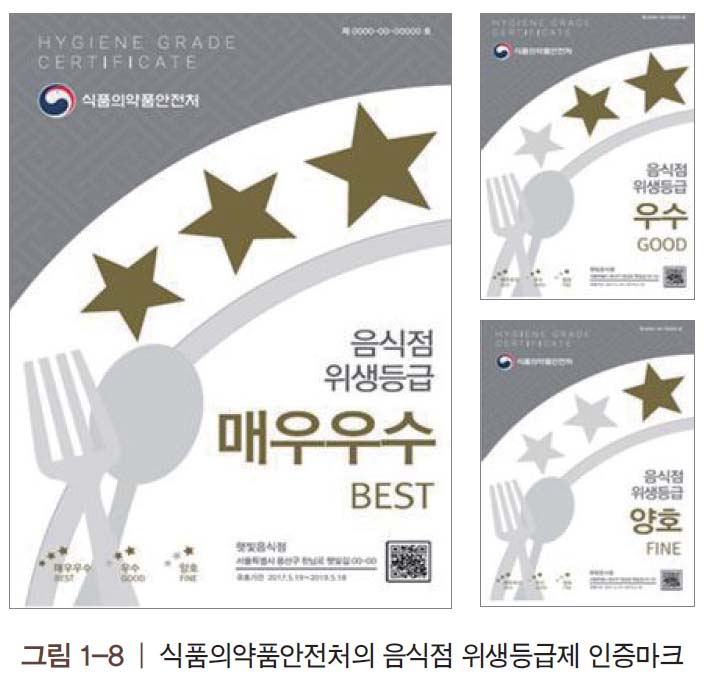 HYGIENE GRADE
CERTIFICATE
제 0000-00-00000 호
식품의약품안전처
음식점
위생등급
매우우수
BEST
매우우수
BEST
우수
GOOD
양호
FINE
햇빛음식점
서울특별시 용산구 한남로 햇빛길 00-00
유효기간 2017.5.19~2019.5.18
HYGIENE GRADE
CERTIFICATE
식품의약품안전처
음식점
위생등급
우수
GOOD
HYGIENE GRADE
CERTIFICATE
식품의약품안전처
음식점
위생등급
양호
FINE
그림 1-8 | 식품의약품안전처의 음식점 위생등급제 인증마크